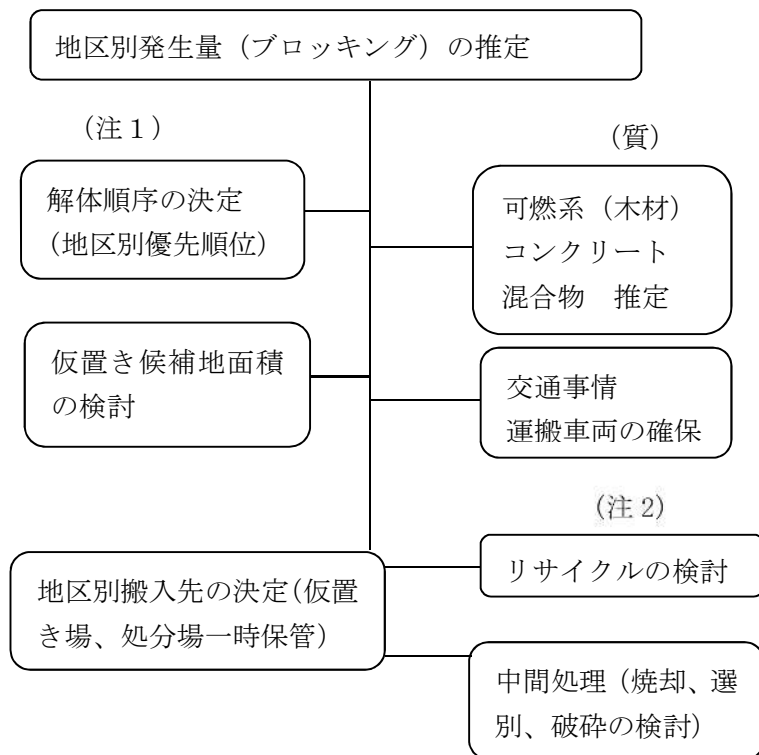 地区別発生量（ブロッキング）の推定
（注１）
（質）
解体順序の決定
（地区別優先順位）
可燃系（木材）
コンクリート
混合物　推定
仮置き候補地面積
の検討
交通事情
運搬車両の確保
（注 2）
地区別搬入先の決定（仮置
き場、処分場一時保管）
リサイクルの検討
中間処理（焼却、選
別、破砕の検討）